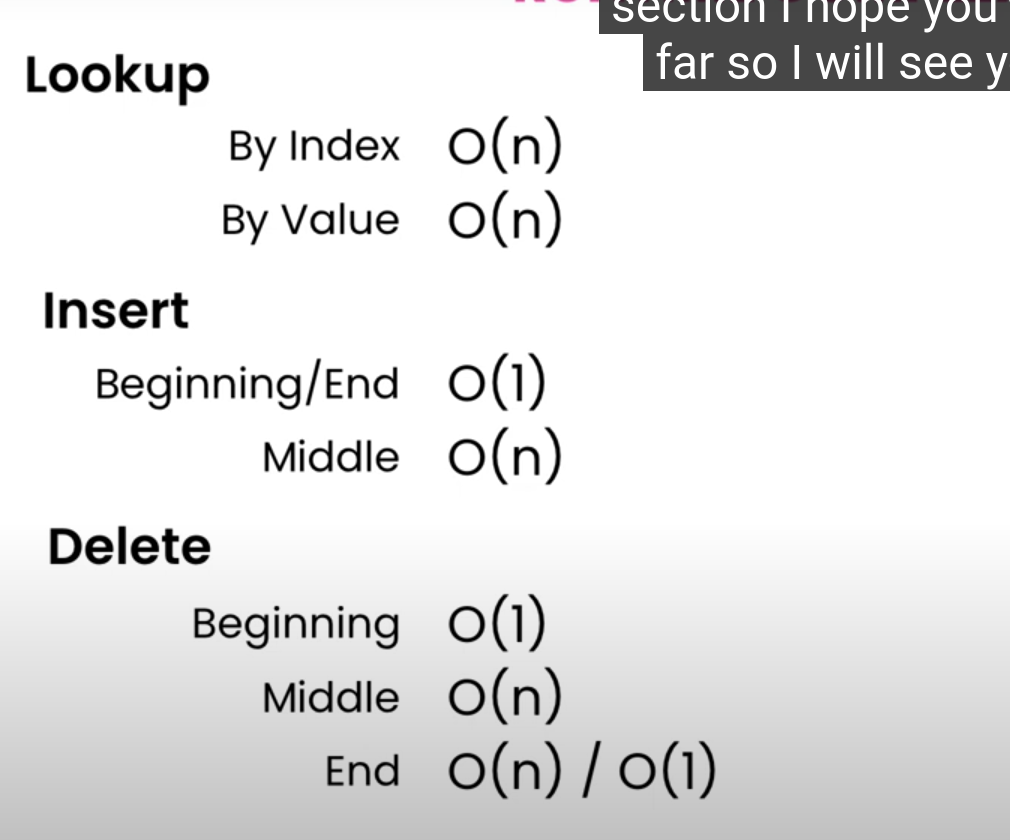 section I hope you
far so I will see y
Lookup
By Index O(n)
By Value O(n)
Insert
Beginning/End O(1)
Middle O(n)
Delete
Beginning O(1)
Middle O(n)
End O(n) / O(1)